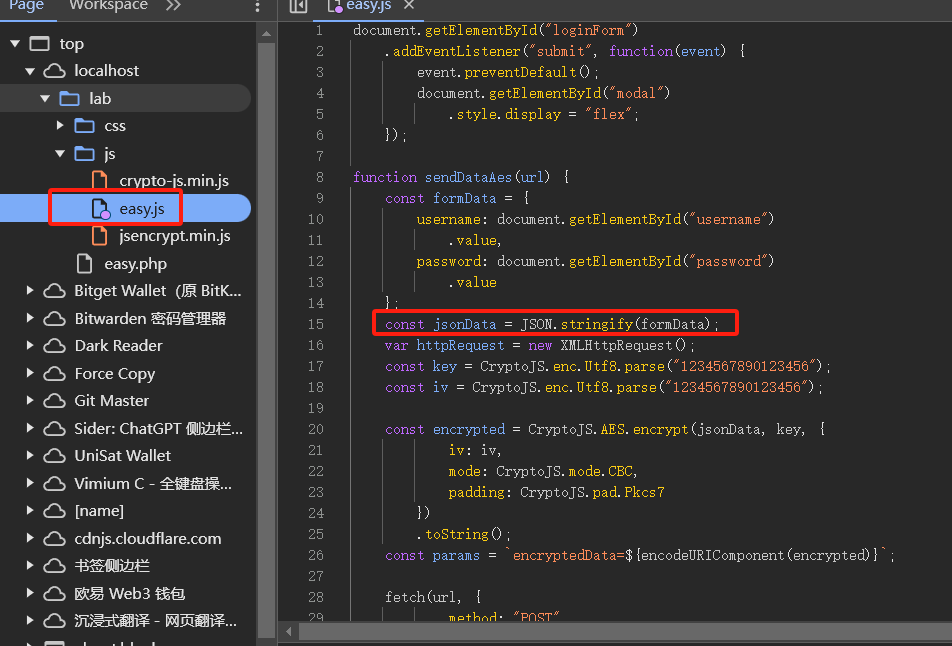 Page Workspace >>
top
localhost
lab
css
js
crypto-js.min.js
easy.js
jsencrypt.min.js
easy.php
Bitget Wallet（原 BitK...
Bitwarden 密码管理器
Dark Reader
Force Copy
Git Master
Sider: ChatGPT 侧边栏...
UniSat Wallet
Vimium C - 全键盘操...
[name]
cdnjs.cloudflare.com
书签侧边栏
欧易 Web3 钱包
沉浸式翻译 - 网页翻译...
easy.js ×
1 document.getElementById("loginForm")
2 .addEventListener("submit", function(event) {
3 event.preventDefault();
4 document.getElementById("modal")
5 .style.display = "flex";
6 });
7
8 function sendDataAes(url) {
9 const formData = {
10 username: document.getElementById("username")
11 .value,
12 password: document.getElementById("password")
13 .value
14 };
15 const jsonData = JSON.stringify(formData);
16 var httpRequest = new XMLHttpRequest();
17 const key = CryptoJS.enc.Utf8.parse("1234567890123456");
18 const iv = CryptoJS.enc.Utf8.parse("1234567890123456");
19
20 const encrypted = CryptoJS.AES.encrypt(jsonData, key, {
21 iv: iv,
22 mode: CryptoJS.mode.CBC,
23 padding: CryptoJS.pad.Pkcs7
24 })
25 .toString();
26 const params = `encryptedData=${encodeURIComponent(encrypted)}`;
27
28 fetch(url, {
29 method: "POST"